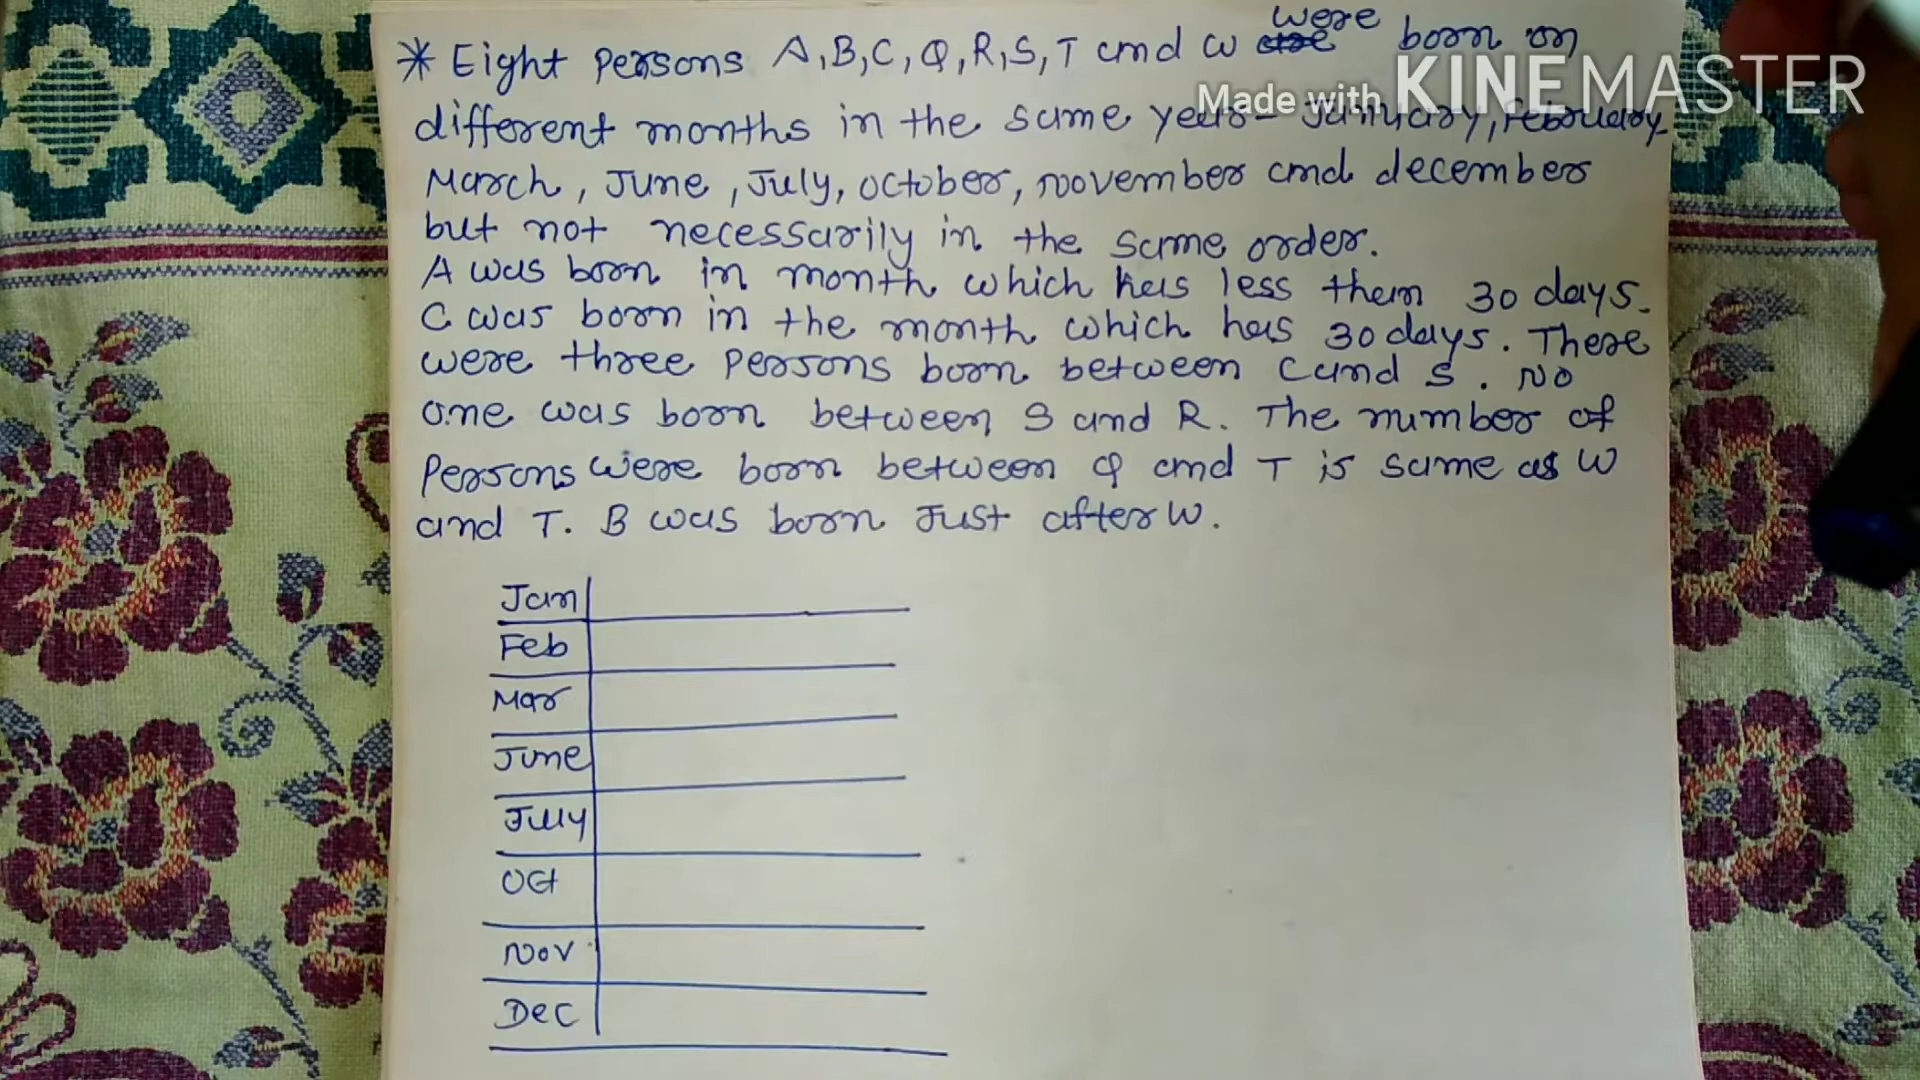 * Eight persons A, B, C, Q, R, S, T and W were born on
Made with KINEMASTER
different months in the same year - January, February
March, June, July, october, november and december
but not necessarily in the same order.
A was born in month which has less then 30 days.
C was born in the month which has 30 days. There
were three persons born between C and S. No
one was born between S and R. The number of
persons were born between Q and T is same as W
and T. B was born Just after W.
Jan
Feb
Mar
June
July
Oct
Nov
Dec